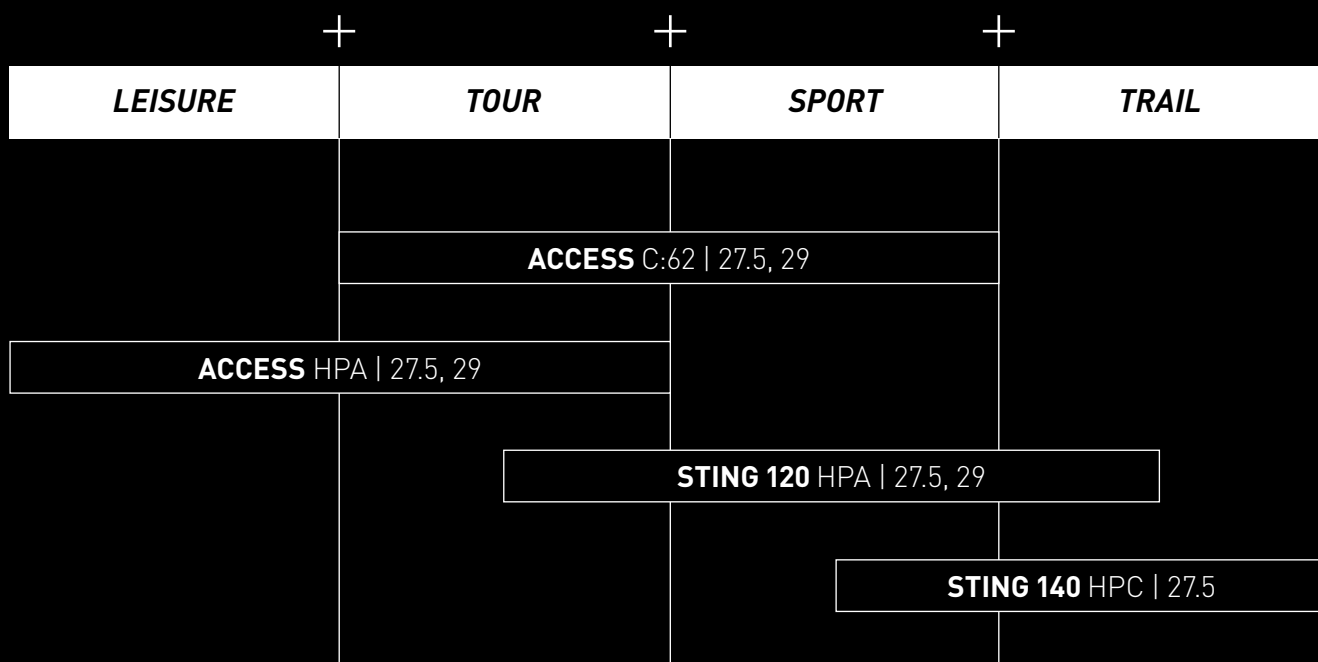 LEISURE TOUR SPORT TRAIL
ACCESS C:62 | 27.5, 29
ACCESS HPA | 27.5, 29
STING 120 HPA | 27.5, 29
STING 140 HPC | 27.5